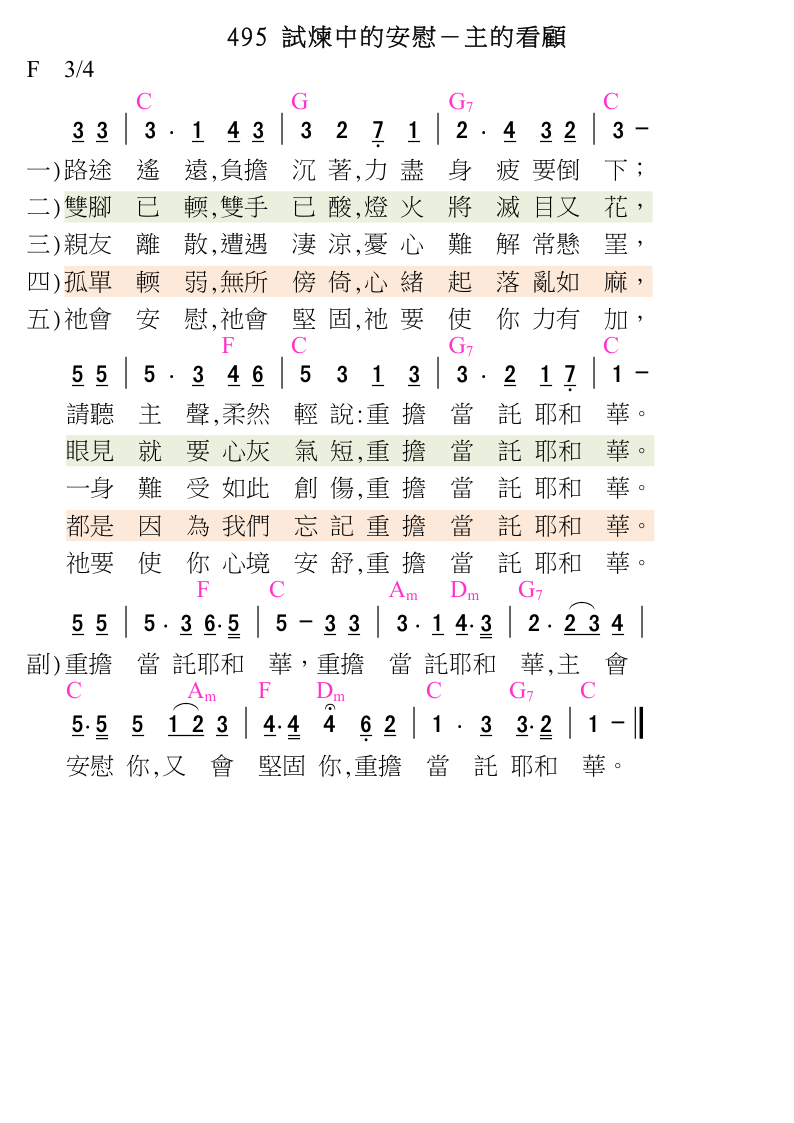 495 試煉中的安慰－主的看顧
F 3/4
C G G7 C
3 3 | 3 · 1 4 3 | 3 2 7 1 | 2 · 4 3 2 | 3 －
一)路途 遙 遠,負擔 沉 著,力 盡 身 疲 要倒 下；
二)雙腳 已 輭,雙手 已 酸,燈 火 將 滅 目又 花，
三)親友 離 散,遭遇 淒 涼,憂 心 難 解 常懸 罣，
四)孤單 輭 弱,無所 傍 倚,心 緒 起 落 亂如 麻，
五)祂會 安 慰,祂會 堅 固,祂 要 使 你 力有 加，
F C G7 C
5 5 | 5 · 3 4 6 | 5 3 1 3 | 3 · 2 1 7 | 1 －
請聽 主 聲,柔然 輕 說:重 擔 當 託 耶和 華。
眼見 就 要 心灰 氣 短,重 擔 當 託 耶和 華。
一身 難 受 如此 創 傷,重 擔 當 託 耶和 華。
都是 因 為 我們 忘 記 重 擔 當 託 耶和 華。
祂要 使 你 心境 安 舒,重 擔 當 託 耶和 華。
F C Am Dm G7
5 5 | 5 · 3 6·5 | 5 － 3 3 | 3 · 1 4·3 | 2 · 2 3 4 |
副)重擔 當 託耶和 華，重擔 當 託耶和 華,主 會
C Am F Dm C G7 C
5·5 5 1 2 3 | 4·4 4 6 2 | 1 · 3 3·2 | 1 － ‖
安慰 你,又 會 堅固 你,重擔 當 託 耶和 華。